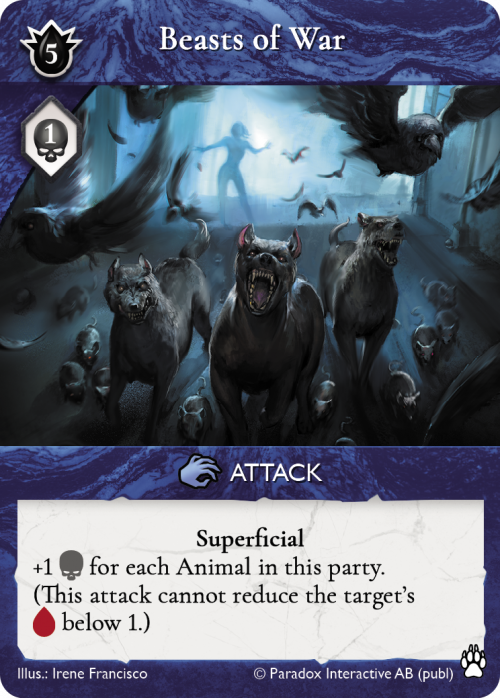 5
Beasts of War
1
ATTACK
Superficial
+1 for each Animal in this party.
(This attack cannot reduce the target's
below 1.)
Illus.: Irene Francisco © Paradox Interactive AB (publ)